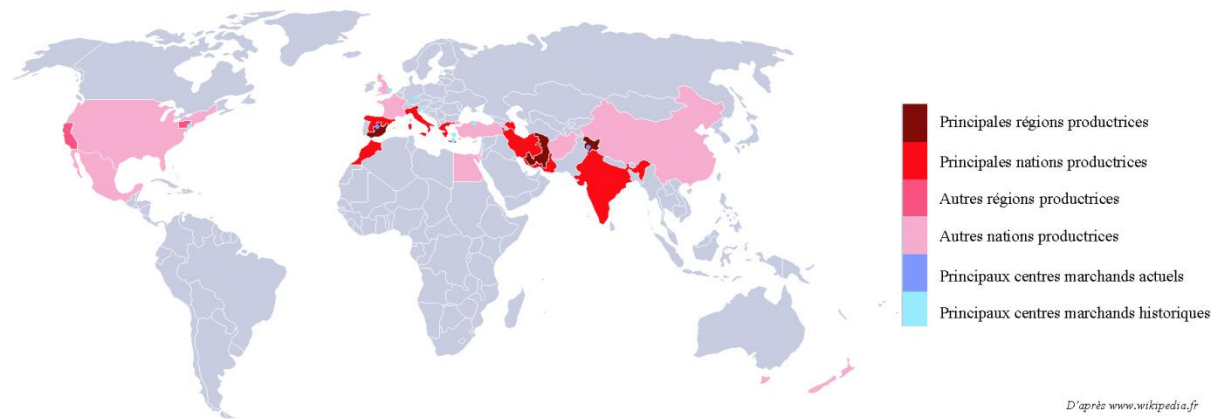 Principales régions productrices
Principales nations productrices
Autres régions productrices
Autres nations productrices
Principaux centres marchands actuels
Principaux centres marchands historiques
D'après www.wikipedia.fr